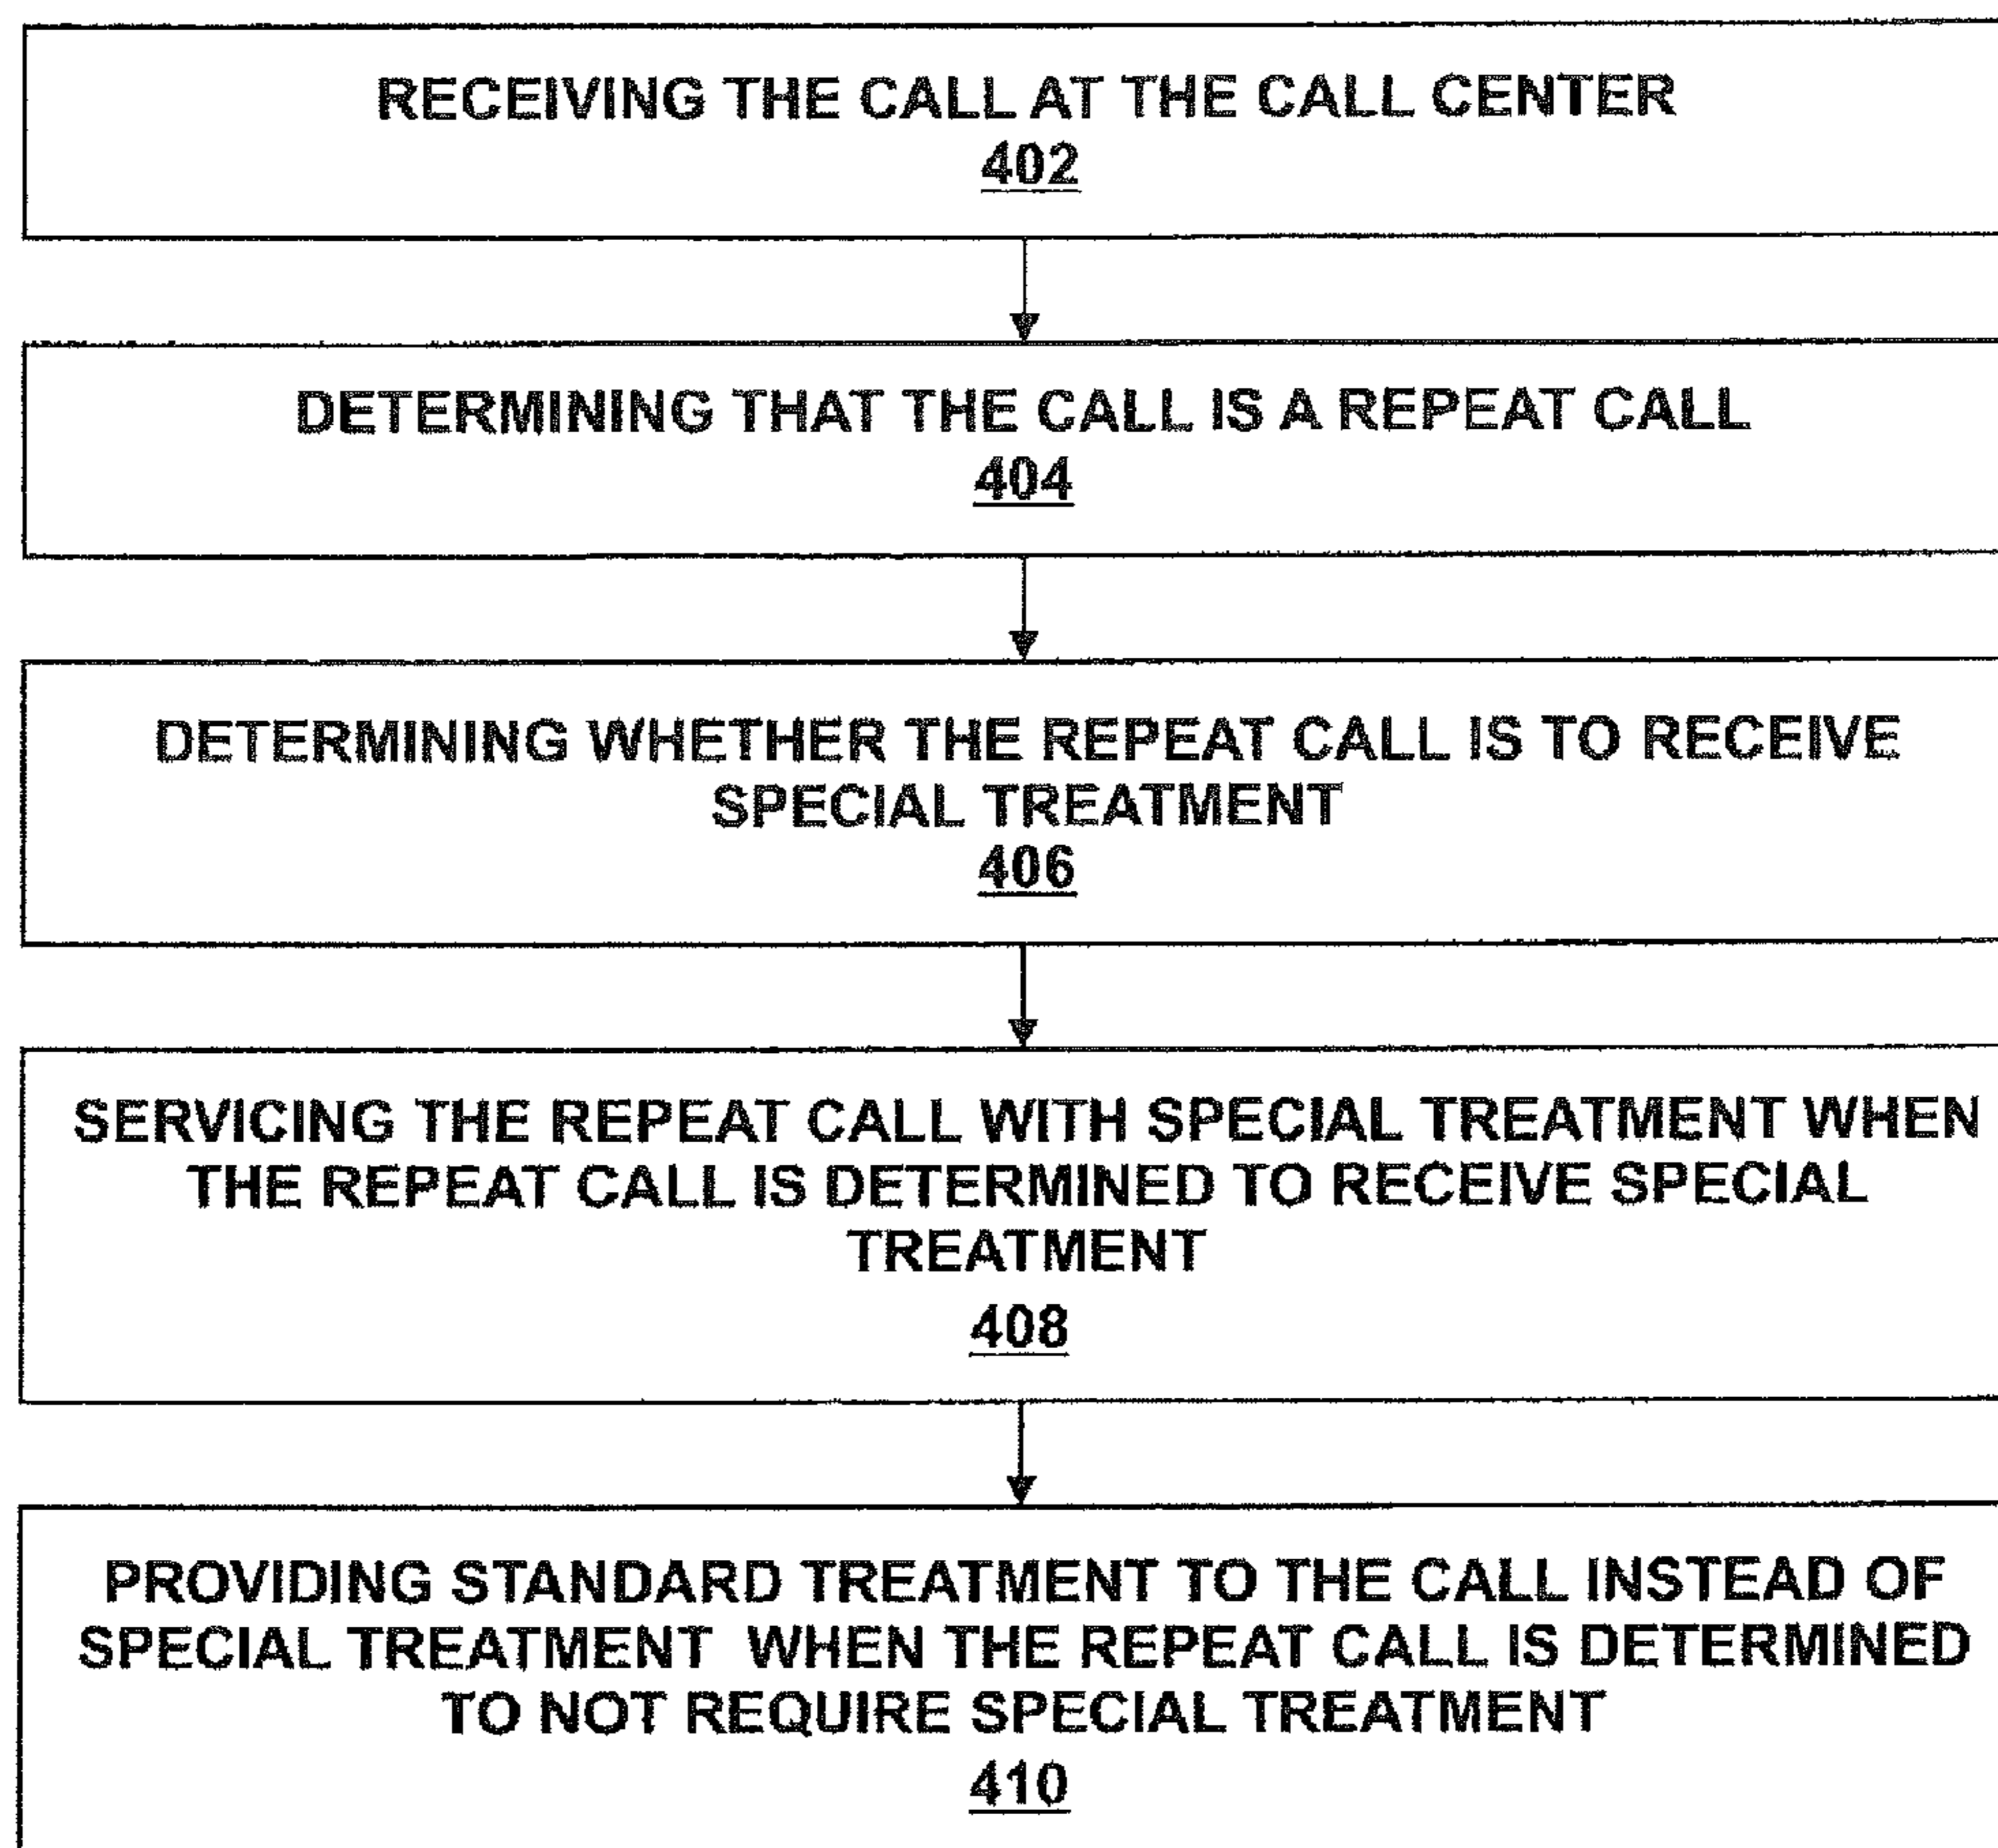 RECEIVING THE CALL AT THE CALL CENTER
402
DETERMINING THAT THE CALL IS A REPEAT CALL
404
DETERMINING WHETHER THE REPEAT CALL IS TO RECEIVE
SPECIAL TREATMENT
406
SERVICING THE REPEAT CALL WITH SPECIAL TREATMENT WHEN
THE REPEAT CALL IS DETERMINED TO RECEIVE SPECIAL
TREATMENT
408
PROVIDING STANDARD TREATMENT TO THE CALL INSTEAD OF
SPECIAL TREATMENT WHEN THE REPEAT CALL IS DETERMINED
TO NOT REQUIRE SPECIAL TREATMENT
410